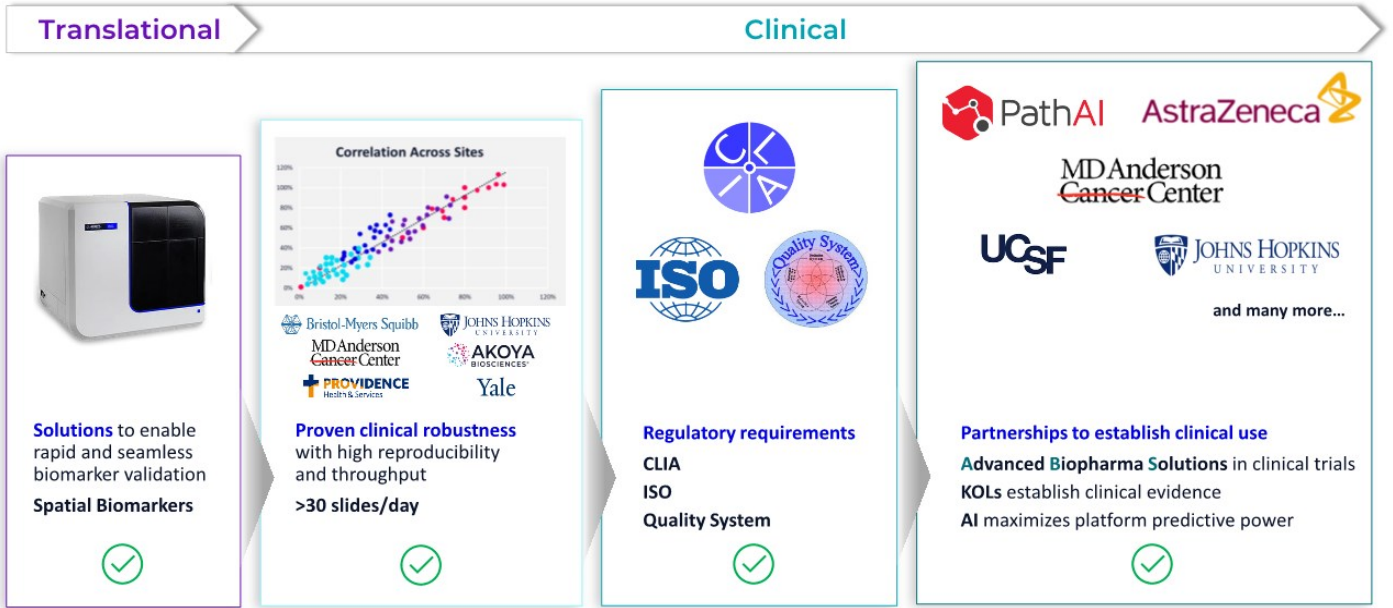 Translational
Clinical
Solutions to enable
rapid and seamless
biomarker validation
Spatial Biomarkers
Correlation Across Sites
120%
100%
80%
60%
40%
20%
0%
0% 20% 40% 60% 80% 100% 120%
Bristol-Myers Squibb
JOHNS HOPKINS
UNIVERSITY
MD Anderson
Cancer Center
AKOYA
BIOSCIENCES
PROVIDENCE
Health & Services
Yale
Proven clinical robustness
with high reproducibility
and throughput
>30 slides/day
CLIA
ISO
Quality System
Regulatory requirements
CLIA
ISO
Quality System
PathAI
AstraZeneca
MD Anderson
Cancer Center
UCSF
JOHNS HOPKINS
UNIVERSITY
and many more...
Partnerships to establish clinical use
Advanced Biopharma Solutions in clinical trials
KOLs establish clinical evidence
AI maximizes platform predictive power